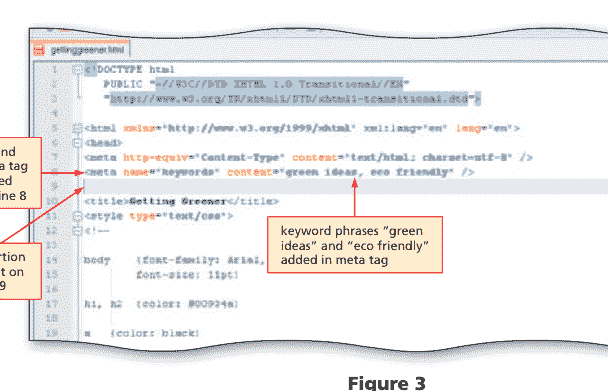 gettinggreener.html
1 <!DOCTYPE html
2 PUBLIC "-//W3C//DTD XHTML 1.0 Transitional//EN"
3 "http://www.w3.org/TR/xhtml1/DTD/xhtml1-transitional.dtd">
4
5 <html xmlns="http://www.w3.org/1999/xhtml" xml:lang="en" lang="en">
6 <head>
7 <meta http-equiv="Content-Type" content="text/html; charset=utf-8" />
8 <meta name="keywords" content="green ideas, eco friendly" />
9
10 <title>Getting Greener</title>
11 <style type="text/css">
12 <!--
13
14 body {font-family: Arial,
15 font-size: 11pt}
16
17 h1, h2 {color: #00934a}
18
19 a {color: black}
nd
a tag
ed
ine 8
rtion
t on
9
keyword phrases "green
ideas" and "eco friendly"
added in meta tag
Figure 3